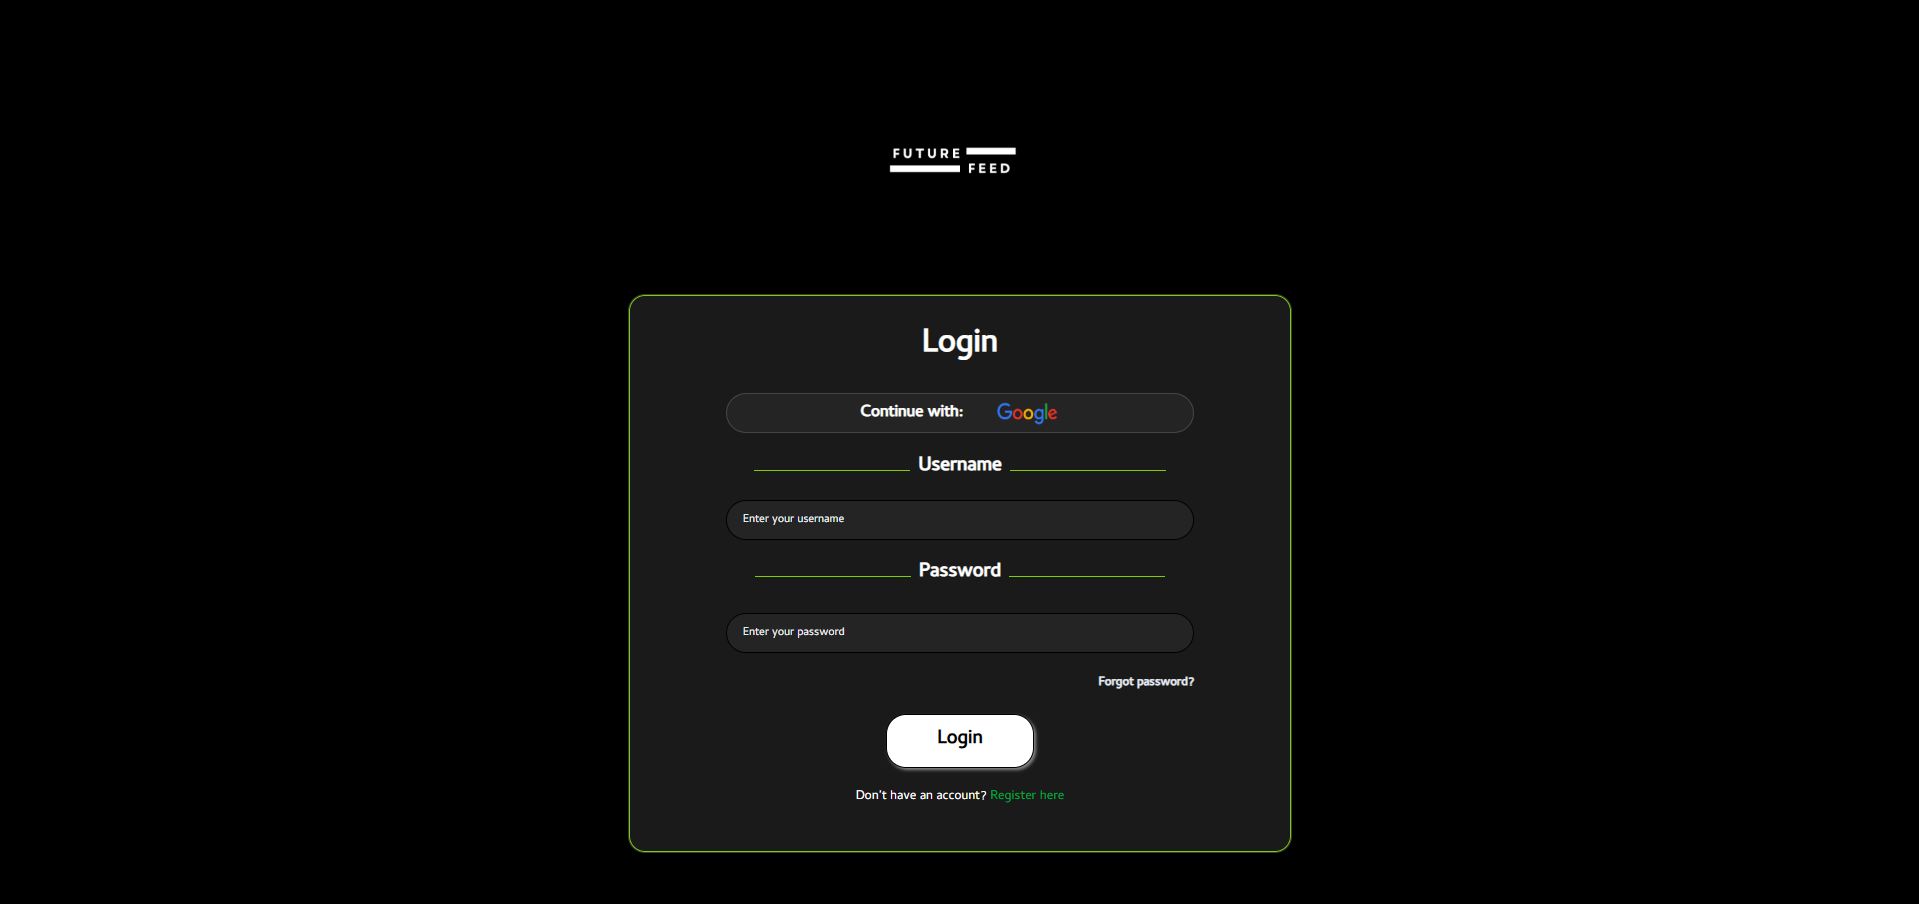 FUTURE
FEED
Login
Continue with: Google
Username
Enter your username
Password
Enter your password
Forgot password?
Login
Don't have an account? Register here